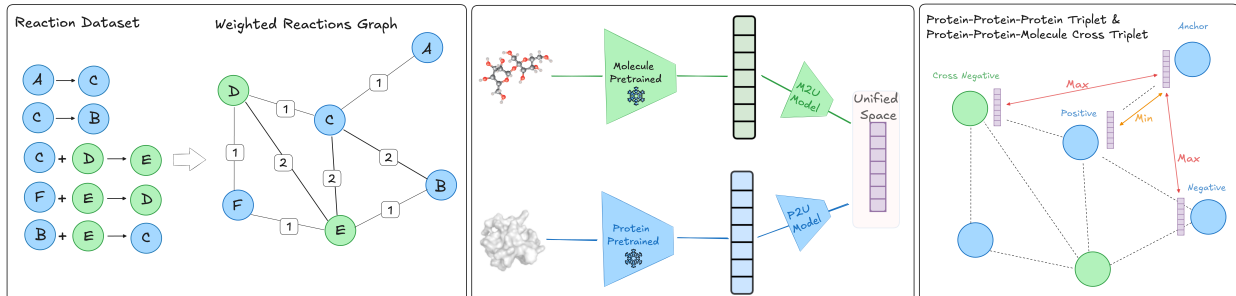 Reaction Dataset
A → C
C → B
C + D → E
F + E → D
B + E → C
Weighted Reactions Graph
A
1
D
1
C
1
2
2
2
F
B
1
1
E
Molecule
Pretrained
M2U
Model
Unified
Space
Protein
Pretrained
P2U
Model
Protein-Protein-Protein Triplet &
Protein-Protein-Molecule Cross Triplet
Anchor
Cross Negative
Max
Positive
Min
Max
Negative